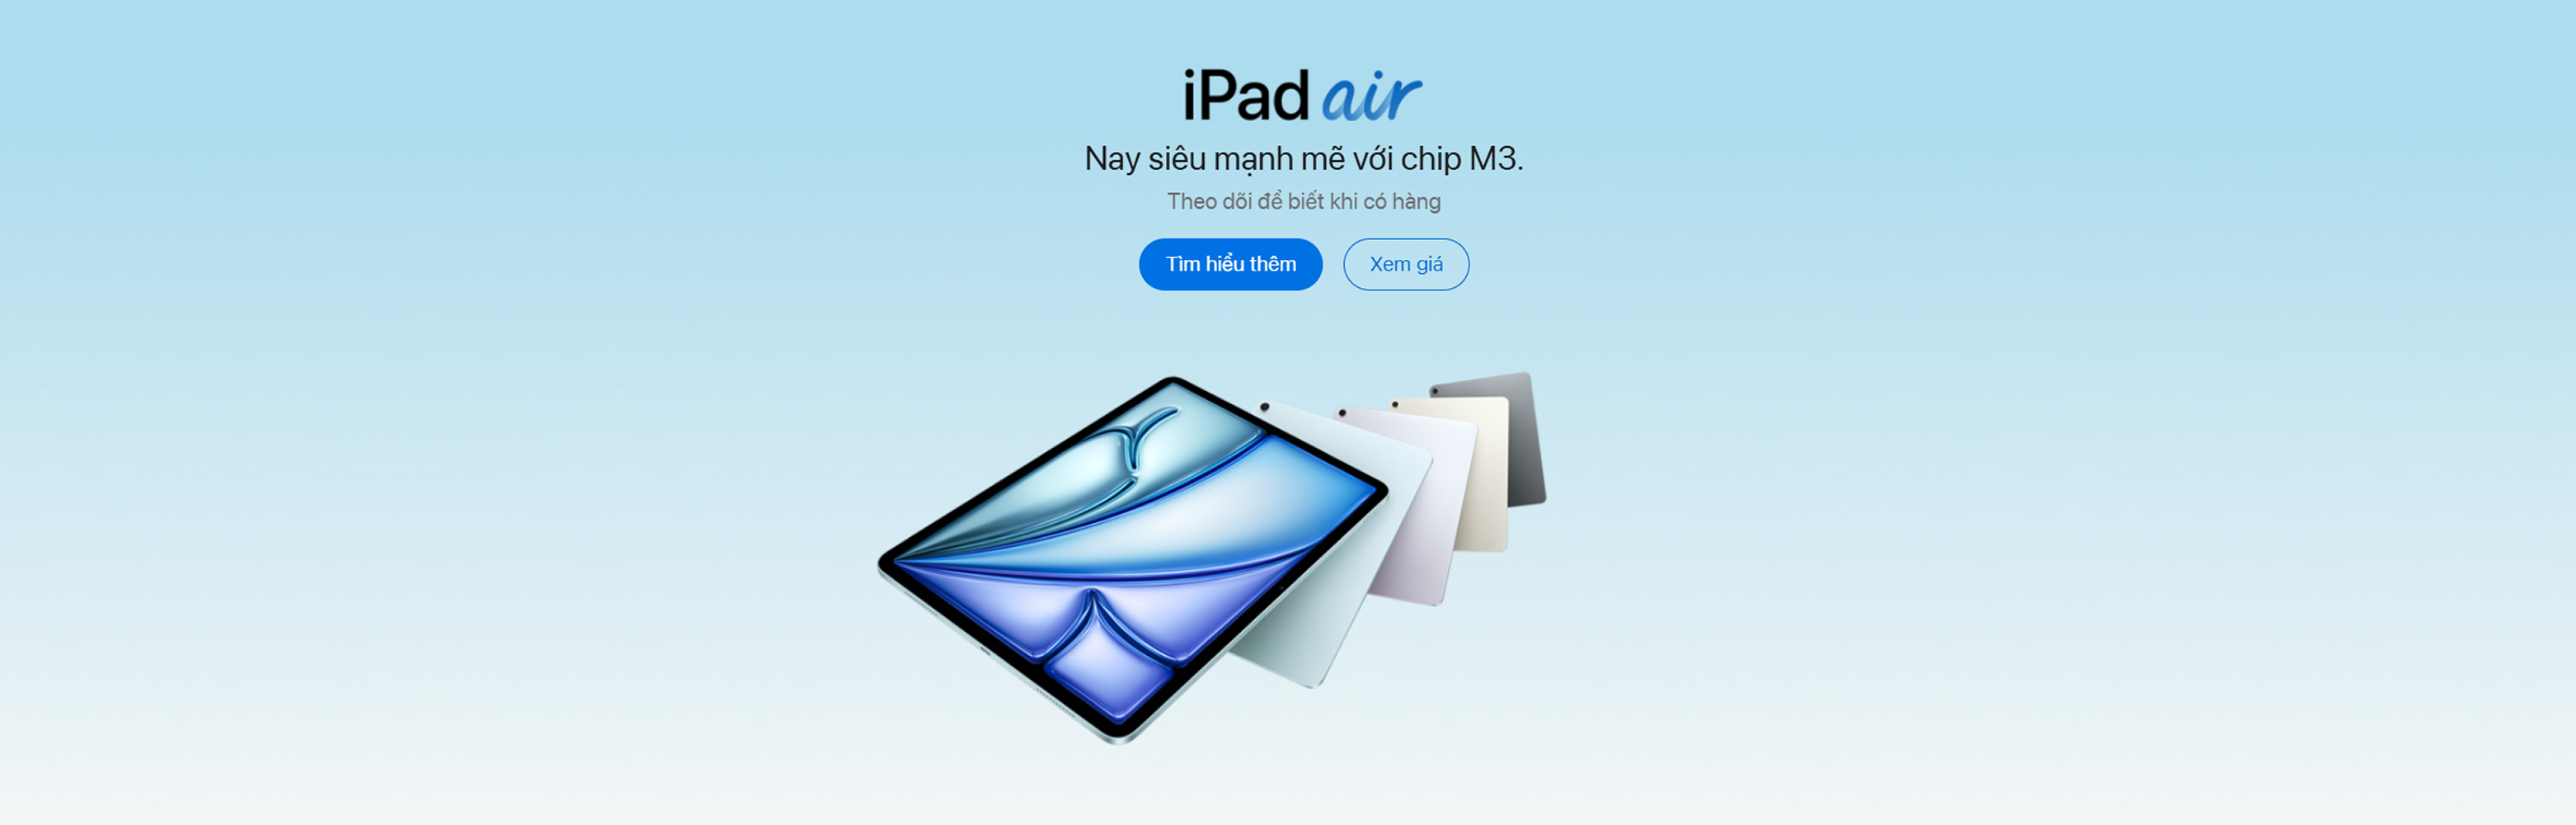 iPad air
Nay siêu mạnh mẽ với chip M3.
Theo dõi để biết khi có hàng
Tìm hiểu thêm
Xem giá